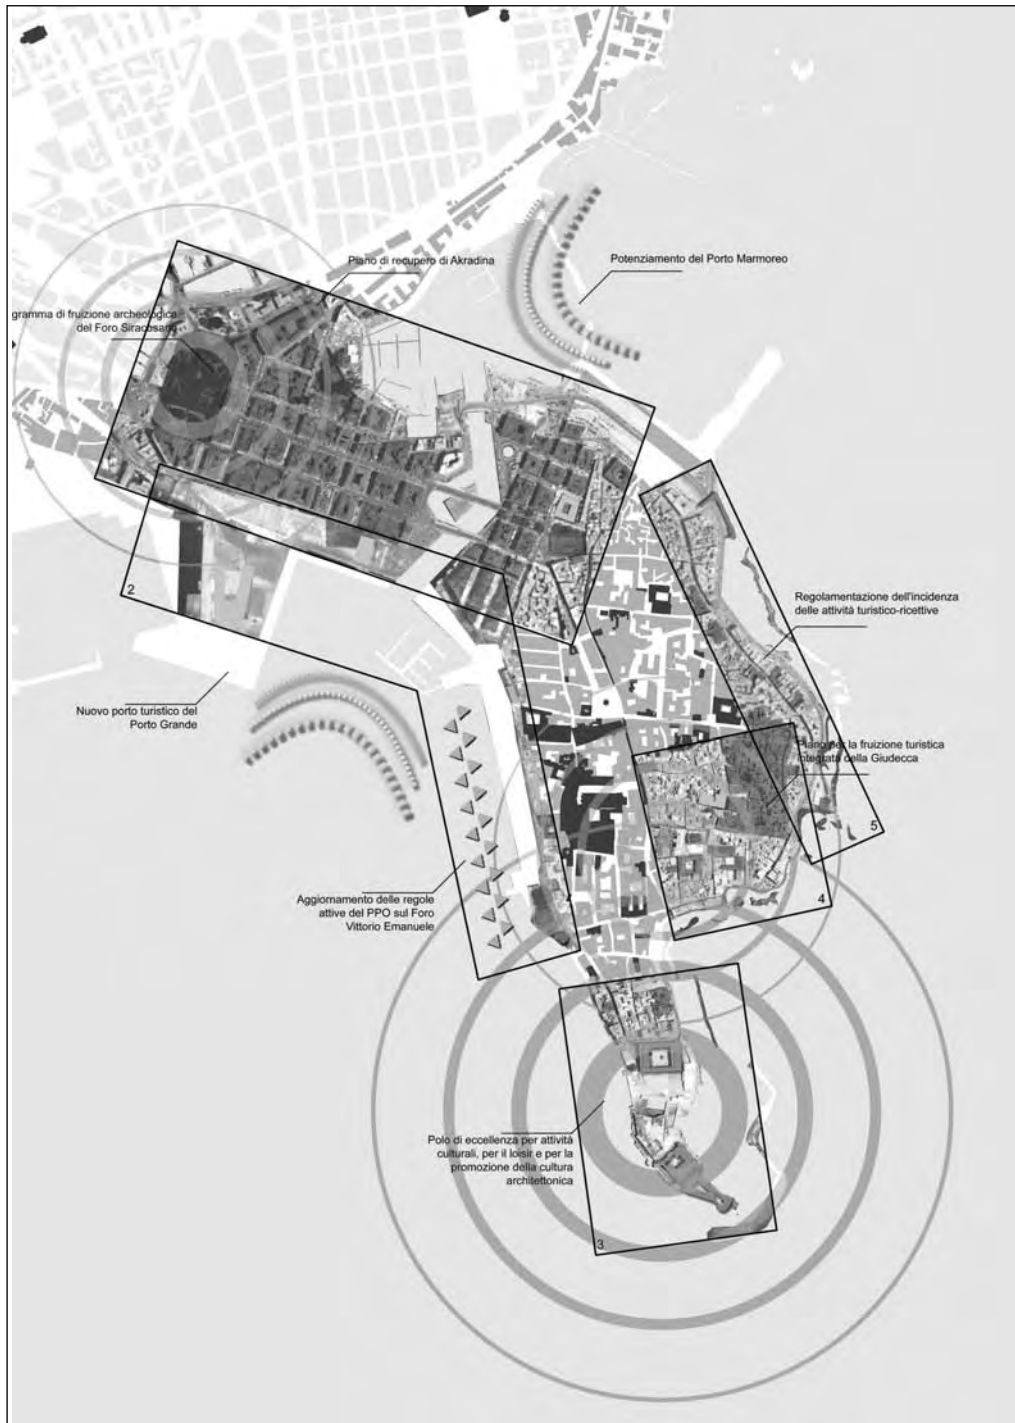 Piano di recupero di Akradina
Potenziamento del Porto Marmoreo
gramma di fruizione archeologica
del Foro Siracusano
2
Regolamentazione dell'incidenza
delle attività turistico-ricettive
Nuovo porto turistico del
Porto Grande
Piano per la fruizione turistica
integrata della Giudecca
5
4
Aggiornamento delle regole
attive del PPO sul Foro
Vittorio Emanuele
Polo di eccellenza per attività
culturali, per il loisir e per la
promozione della cultura
architettonica
3